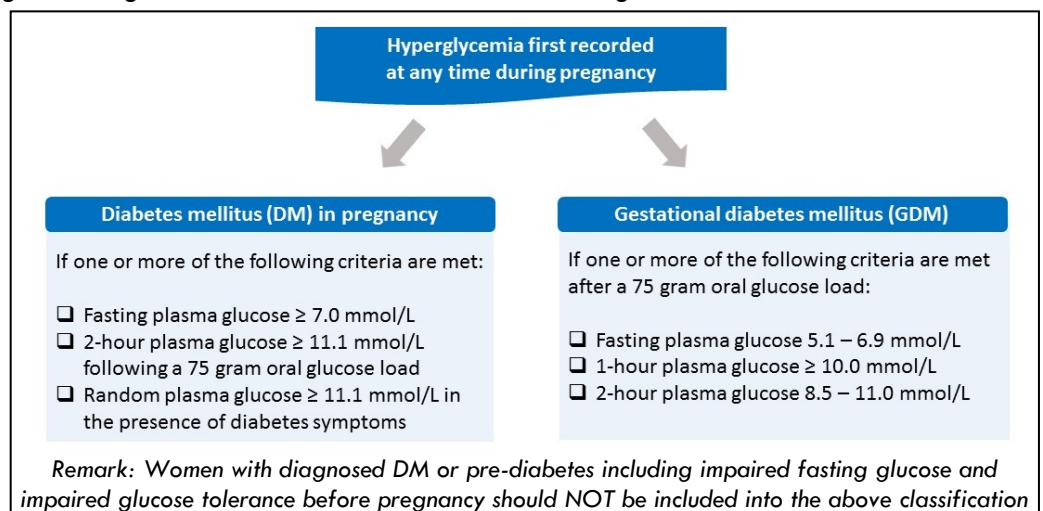 Hyperglycemia first recorded
at any time during pregnancy
Diabetes mellitus (DM) in pregnancy
If one or more of the following criteria are met:
❑ Fasting plasma glucose ≥ 7.0 mmol/L
❑ 2-hour plasma glucose ≥ 11.1 mmol/L
following a 75 gram oral glucose load
❑ Random plasma glucose ≥ 11.1 mmol/L in
the presence of diabetes symptoms
Gestational diabetes mellitus (GDM)
If one or more of the following criteria are met
after a 75 gram oral glucose load:
❑ Fasting plasma glucose 5.1 – 6.9 mmol/L
❑ 1-hour plasma glucose ≥ 10.0 mmol/L
❑ 2-hour plasma glucose 8.5 – 11.0 mmol/L
Remark: Women with diagnosed DM or pre-diabetes including impaired fasting glucose and
impaired glucose tolerance before pregnancy should NOT be included into the above classification